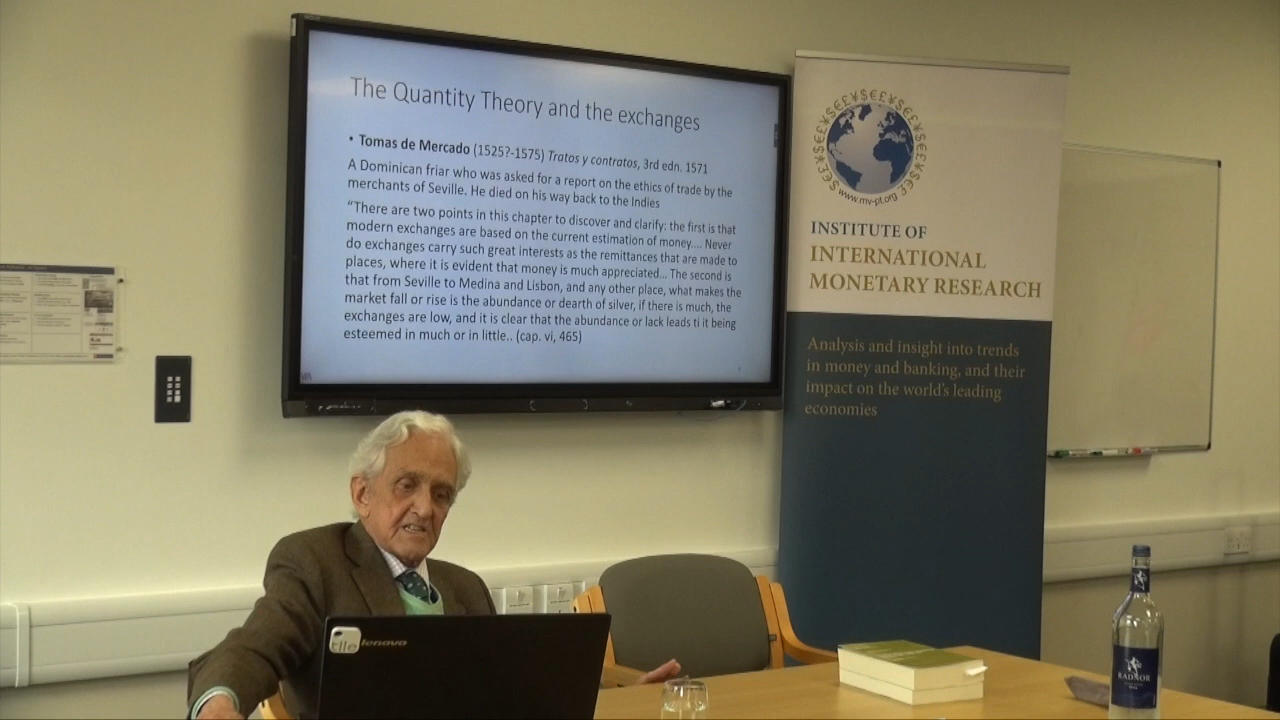 The Quantity Theory and the exchanges
• Tomas de Mercado (1525?-1575) Tratos y contratos, 3rd edn. 1571
A Dominican friar who was asked for a report on the ethics of trade by the
merchants of Seville. He died on his way back to the Indies
“There are two points in this chapter to discover and clarify: the first is that
modern exchanges are based on the current estimation of money.... Never
do exchanges carry such great interests as the remittances that are made to
places, where it is evident that money is much appreciated... The second is
that from Seville to Medina and Lisbon, and any other place, what makes the
market fall or rise is the abundance or dearth of silver, if there is much, the
exchanges are low, and it is clear that the abundance or lack leads ti it being
esteemed in much or in little.. (cap. vi, 465)
www.mv-pt.org
INSTITUTE OF
INTERNATIONAL
MONETARY RESEARCH
Analysis and insight into trends
in money and banking, and their
impact on the world's leading
economies
lenovo
RADNOR